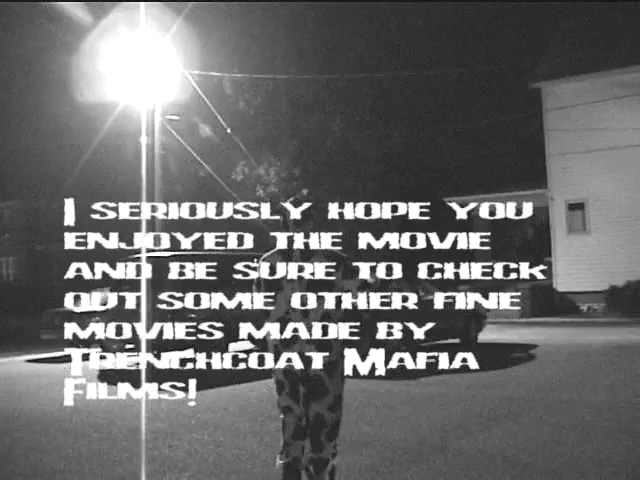 I seriously hope you
enjoyed the movie
and be sure to check
out some other fine
movies made by
Trenchcoat Mafia
Films!